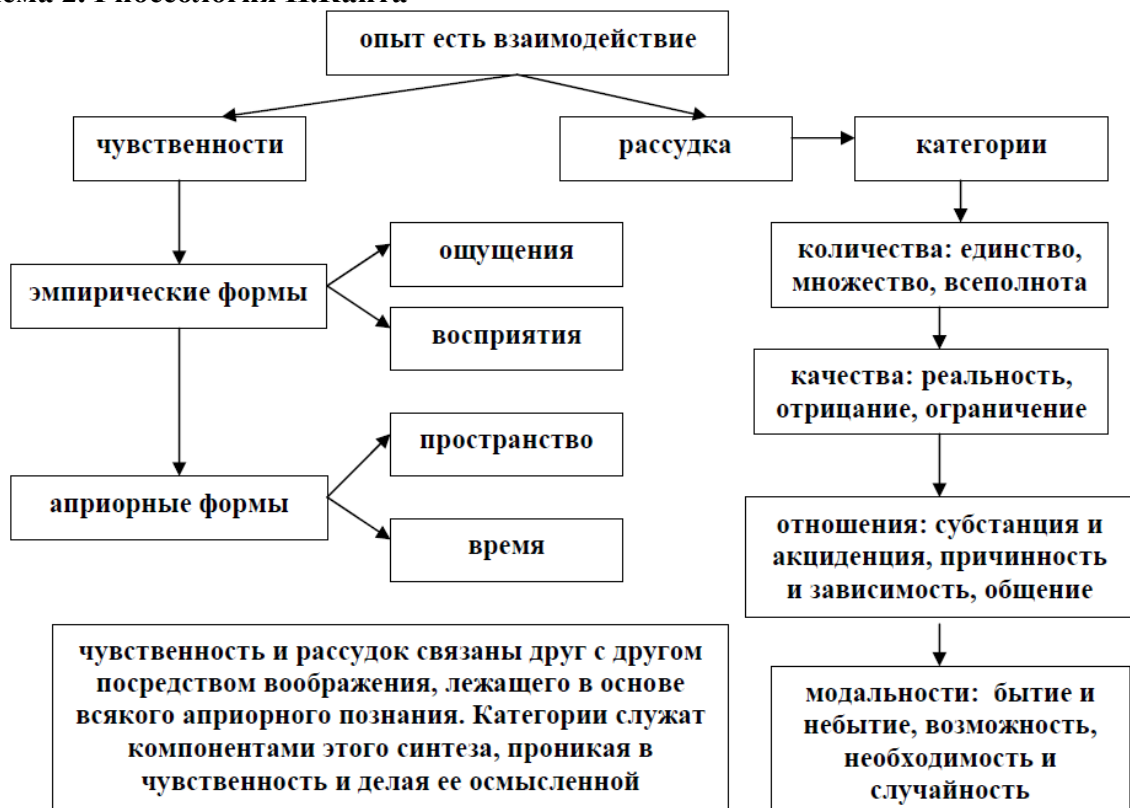 опыт есть взаимодействие
чувственности
рассудка
категории
эмпирические формы
ощущения
восприятия
количества: единство,
множество, всеполнота
качества: реальность,
отрицание, ограничение
априорные формы
пространство
время
отношения: субстанция и
акциденция, причинность
и зависимость, общение
чувственность и рассудок связаны друг с другом
посредством воображения, лежащего в основе
всякого априорного познания. Категории служат
компонентами этого синтеза, проникая в
чувственность и делая ее осмысленной
модальности: бытие и
небытие, возможность,
необходимость и
случайность